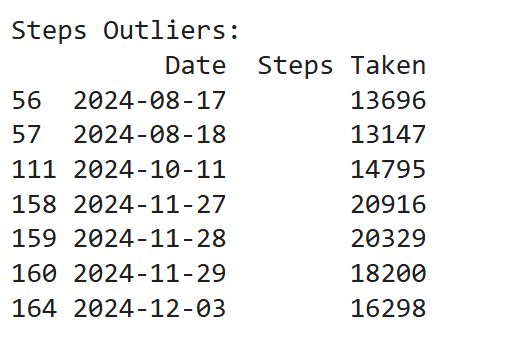 Steps Outliers:
Date  Steps Taken
56  2024-08-17        13696
57  2024-08-18        13147
111 2024-10-11        14795
158 2024-11-27        20916
159 2024-11-28        20329
160 2024-11-29        18200
164 2024-12-03        16298